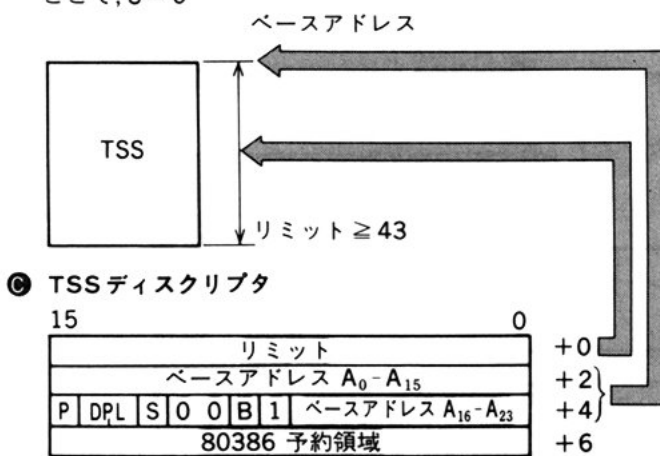 ベースアドレス
TSS
リミット≧43
Ⓒ TSSディスクリプタ
15 0
リミット +0
ベースアドレス A0-A15 +2
P DPL S 0 0 B 1 ベースアドレス A16-A23 +4
80386 予約領域 +6